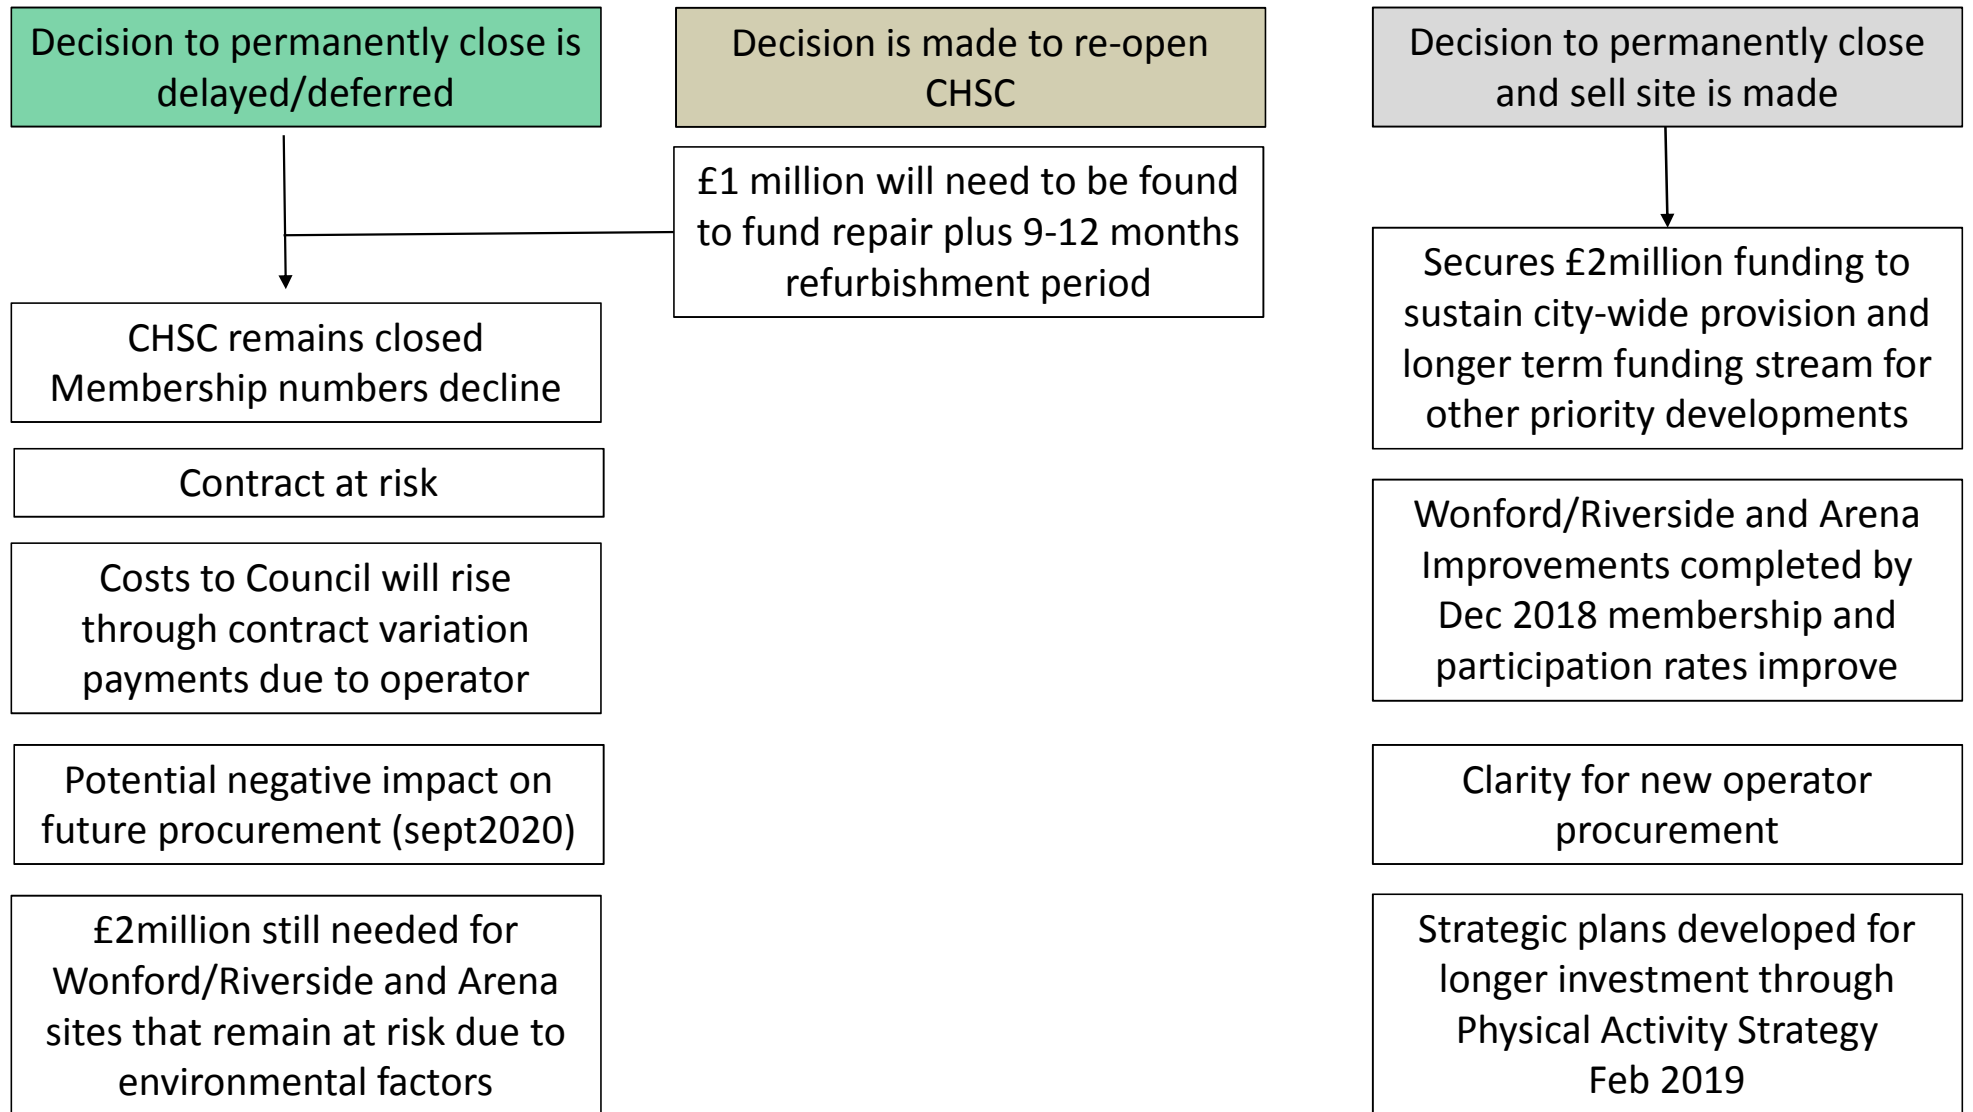 Decision to permanently close is
delayed/deferred
CHSC remains closed
Membership numbers decline
Contract at risk
Costs to Council will rise
through contract variation
payments due to operator
Potential negative impact on
future procurement (sept2020)
£2million still needed for
Wonford/Riverside and Arena
sites that remain at risk due to
environmental factors
Decision is made to re-open
CHSC
£1 million will need to be found
to fund repair plus 9-12 months
refurbishment period
Decision to permanently close
and sell site is made
Secures £2million funding to
sustain city-wide provision and
longer term funding stream for
other priority developments
Wonford/Riverside and Arena
Improvements completed by
Dec 2018 membership and
participation rates improve
Clarity for new operator
procurement
Strategic plans developed for
longer investment through
Physical Activity Strategy
Feb 2019